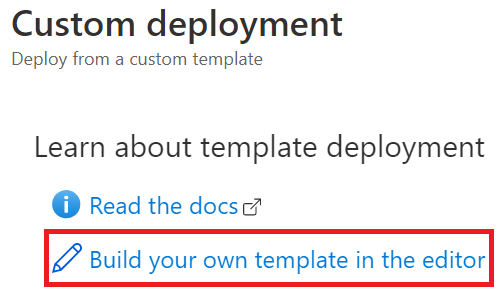 Custom deployment
Deploy from a custom template
Learn about template deployment
Read the docs
Build your own template in the editor